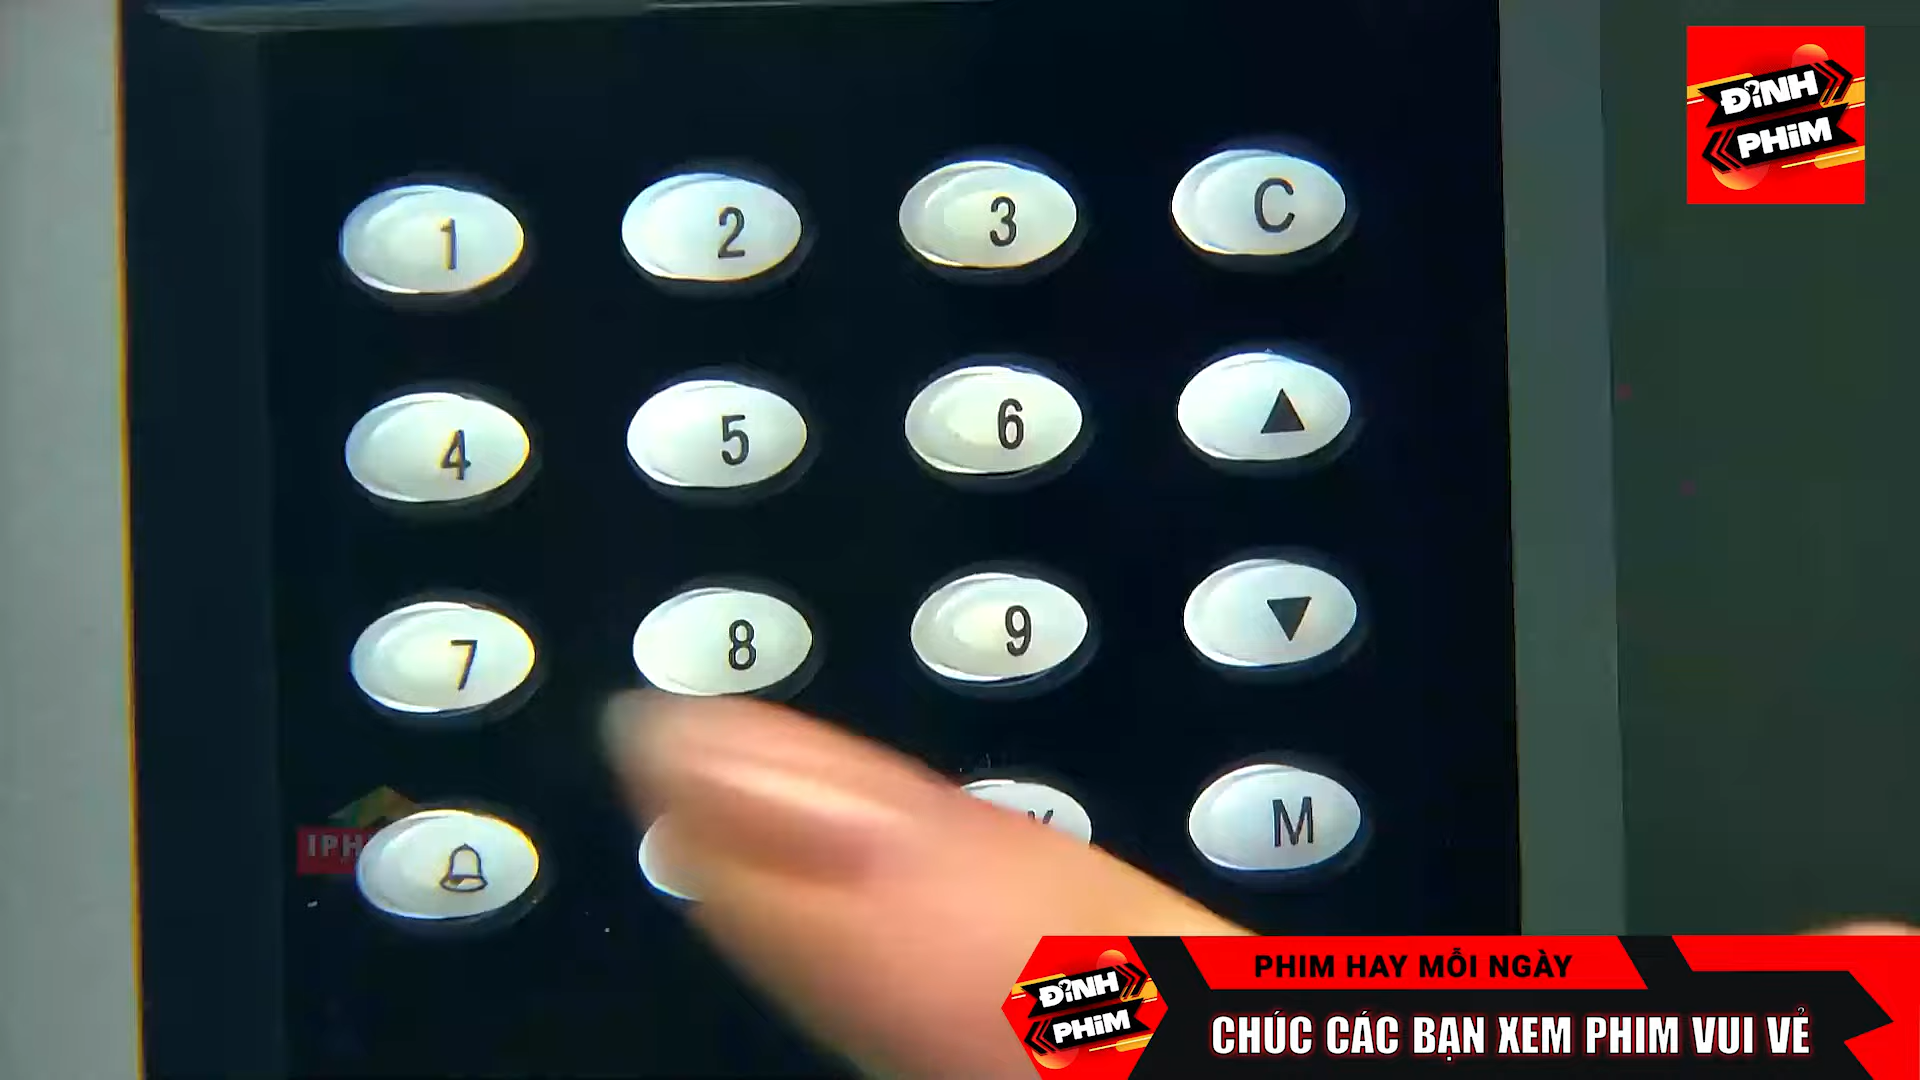 ĐỈNH
PHIM
1 2 3 C
4 5 6 ▲
7 8 9 ▼
M
IPH
PHIM HAY MỖI NGÀY
ĐỈNH
PHIM
CHÚC CÁC BẠN XEM PHIM VUI VẺ